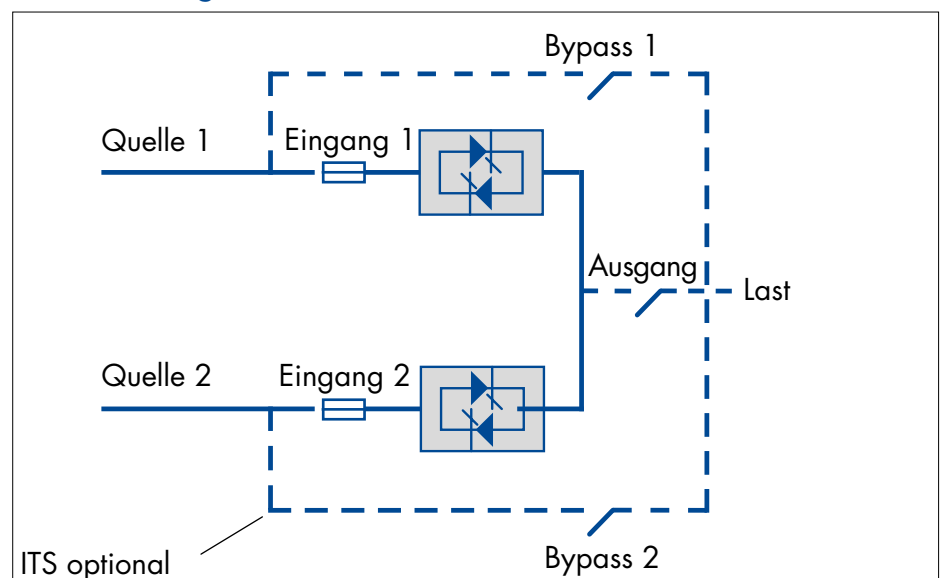 Bypass 1
Quelle 1
Eingang 1
Ausgang
Last
Quelle 2
Eingang 2
Bypass 2
ITS optional